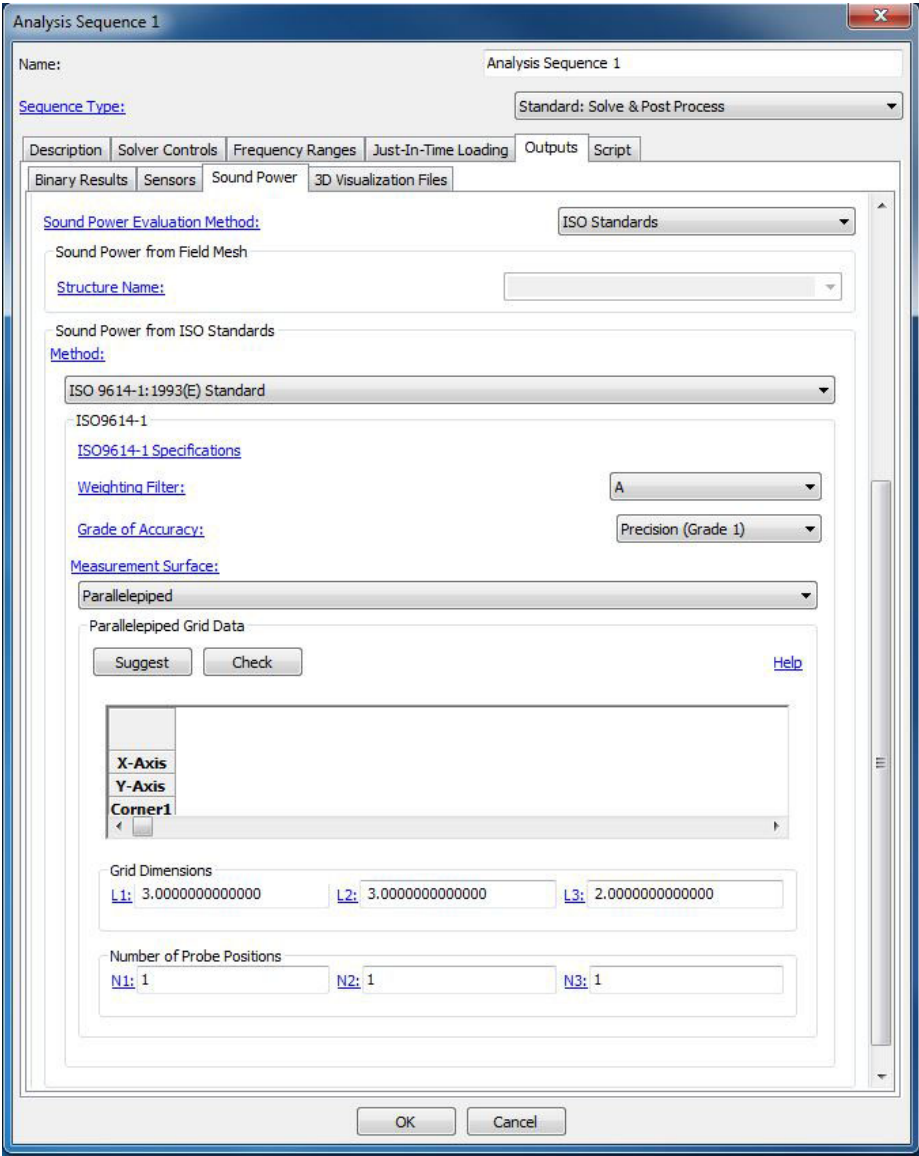 Analysis Sequence 1
Name: Analysis Sequence 1
Sequence Type: Standard: Solve & Post Process
Description Solver Controls Frequency Ranges Just-In-Time Loading Outputs Script
Binary Results Sensors Sound Power 3D Visualization Files
Sound Power Evaluation Method: ISO Standards
Sound Power from Field Mesh
Structure Name:
Sound Power from ISO Standards
Method:
ISO 9614-1:1993(E) Standard
ISO9614-1
ISO9614-1 Specifications
Weighting Filter: A
Grade of Accuracy: Precision (Grade 1)
Measurement Surface:
Parallelepiped
Parallelepiped Grid Data
Suggest Check Help
X-Axis
Y-Axis
Corner1
Grid Dimensions
L1: 3.0000000000000 L2: 3.0000000000000 L3: 2.0000000000000
Number of Probe Positions
N1: 1 N2: 1 N3: 1
OK Cancel